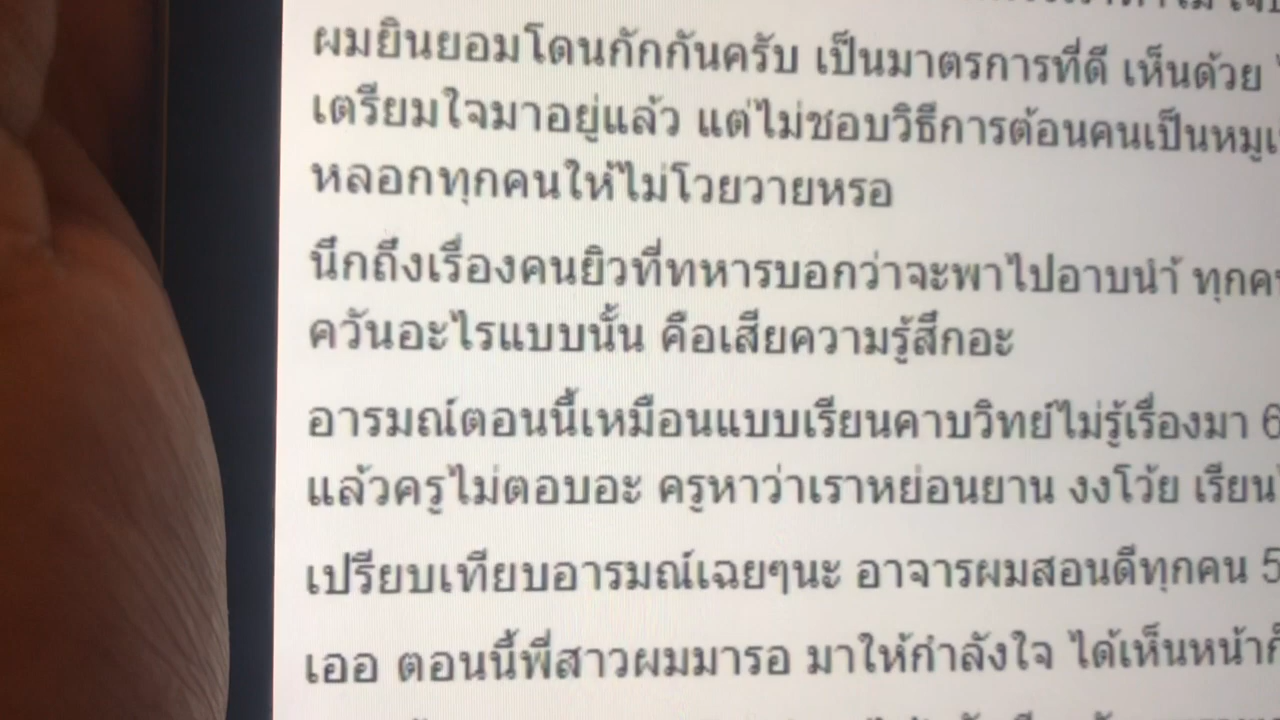 ผมยินยอมโดนกักกันครับ เป็นมาตรการที่ดี เห็นด้วย
เตรียมใจมาอยู่แล้ว แต่ไม่ชอบวิธีการต้อนคนเป็นหมู
หลอกทุกคนให้ไม่โวยวายหรอ
นึกถึงเรื่องคนยิวที่ทหารบอกว่าจะพาไปอาบนำ้
ควันอะไรแบบนั้น คือเสียความรู้สึกอะ
อารมณ์ตอนนี้เหมือนแบบเรียนคาบวิทย์ไม่รู้เรื่องมา 6
แล้วครูไม่ตอบอะ ครูหาว่าเราหย่อนยาน งงโว้ย เรียน
เปรียบเทียบอารมณ์เฉยๆนะ อาจารผมสอนดีทุกคน 5
เออ ตอนนี้พี่สาวผมมารอ มาให้กำลังใจ ได้เห็นหน้า